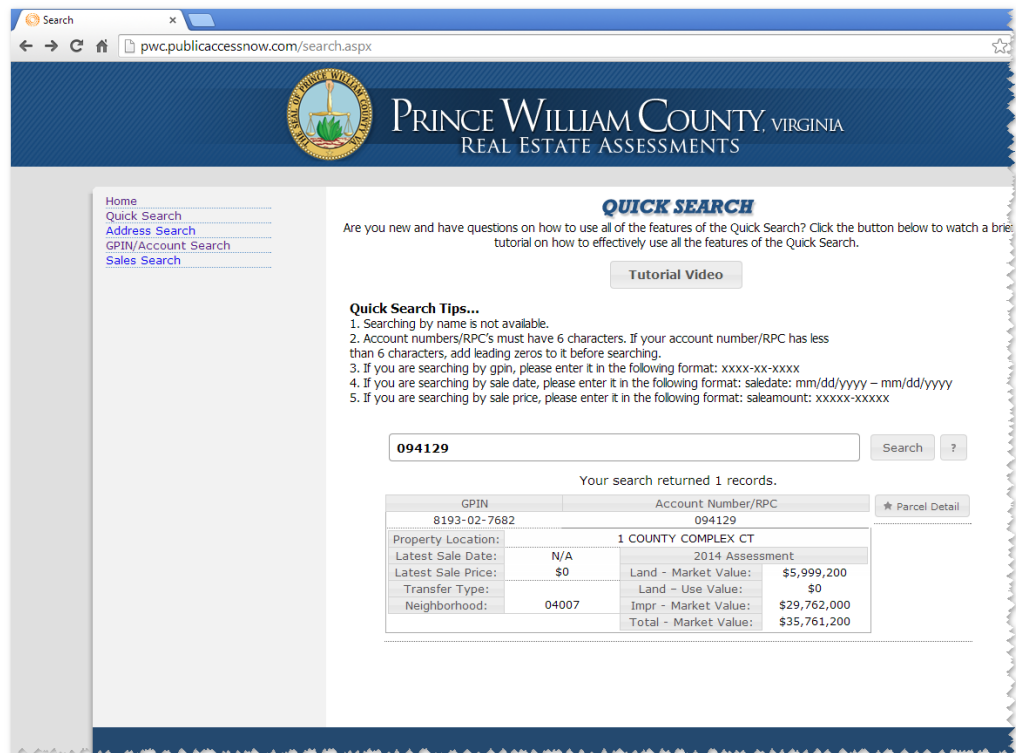 Search
pwc.publicaccessnow.com/search.aspx
THE SEAL OF PRINCE WILLIAM COUNTY VA
PRINCE WILLIAM COUNTY, VIRGINIA
REAL ESTATE ASSESSMENTS
Home
Quick Search
Address Search
GPIN/Account Search
Sales Search
QUICK SEARCH
Are you new and have questions on how to use all of the features of the Quick Search? Click the button below to watch a brie
tutorial on how to effectively use all the features of the Quick Search.
Tutorial Video
Quick Search Tips...
1. Searching by name is not available.
2. Account numbers/RPC's must have 6 characters. If your account number/RPC has less
than 6 characters, add leading zeros to it before searching.
3. If you are searching by gpin, please enter it in the following format: xxxx-xx-xxxx
4. If you are searching by sale date, please enter it in the following format: saledate: mm/dd/yyyy – mm/dd/yyyy
5. If you are searching by sale price, please enter it in the following format: saleamount: xxxxx-xxxxx
094129 Search ?
Your search returned 1 records.
GPIN Account Number/RPC Parcel Detail
8193-02-7682 094129
Property Location: 1 COUNTY COMPLEX CT
Latest Sale Date: N/A 2014 Assessment
Latest Sale Price: $0 Land - Market Value: $5,999,200
Transfer Type: Land - Use Value: $0
Neighborhood: 04007 Impr - Market Value: $29,762,000
Total - Market Value: $35,761,200